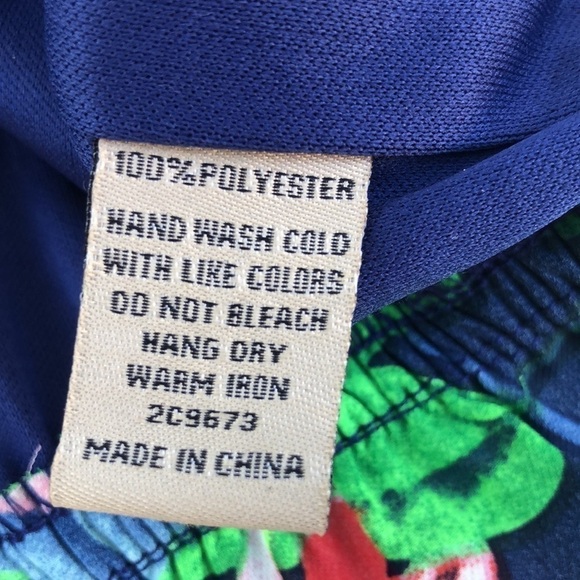 100% POLYESTER
HAND WASH COLD
WITH LIKE COLORS
DO NOT BLEACH
HANG DRY
WARM IRON
2C9673
MADE IN CHINA